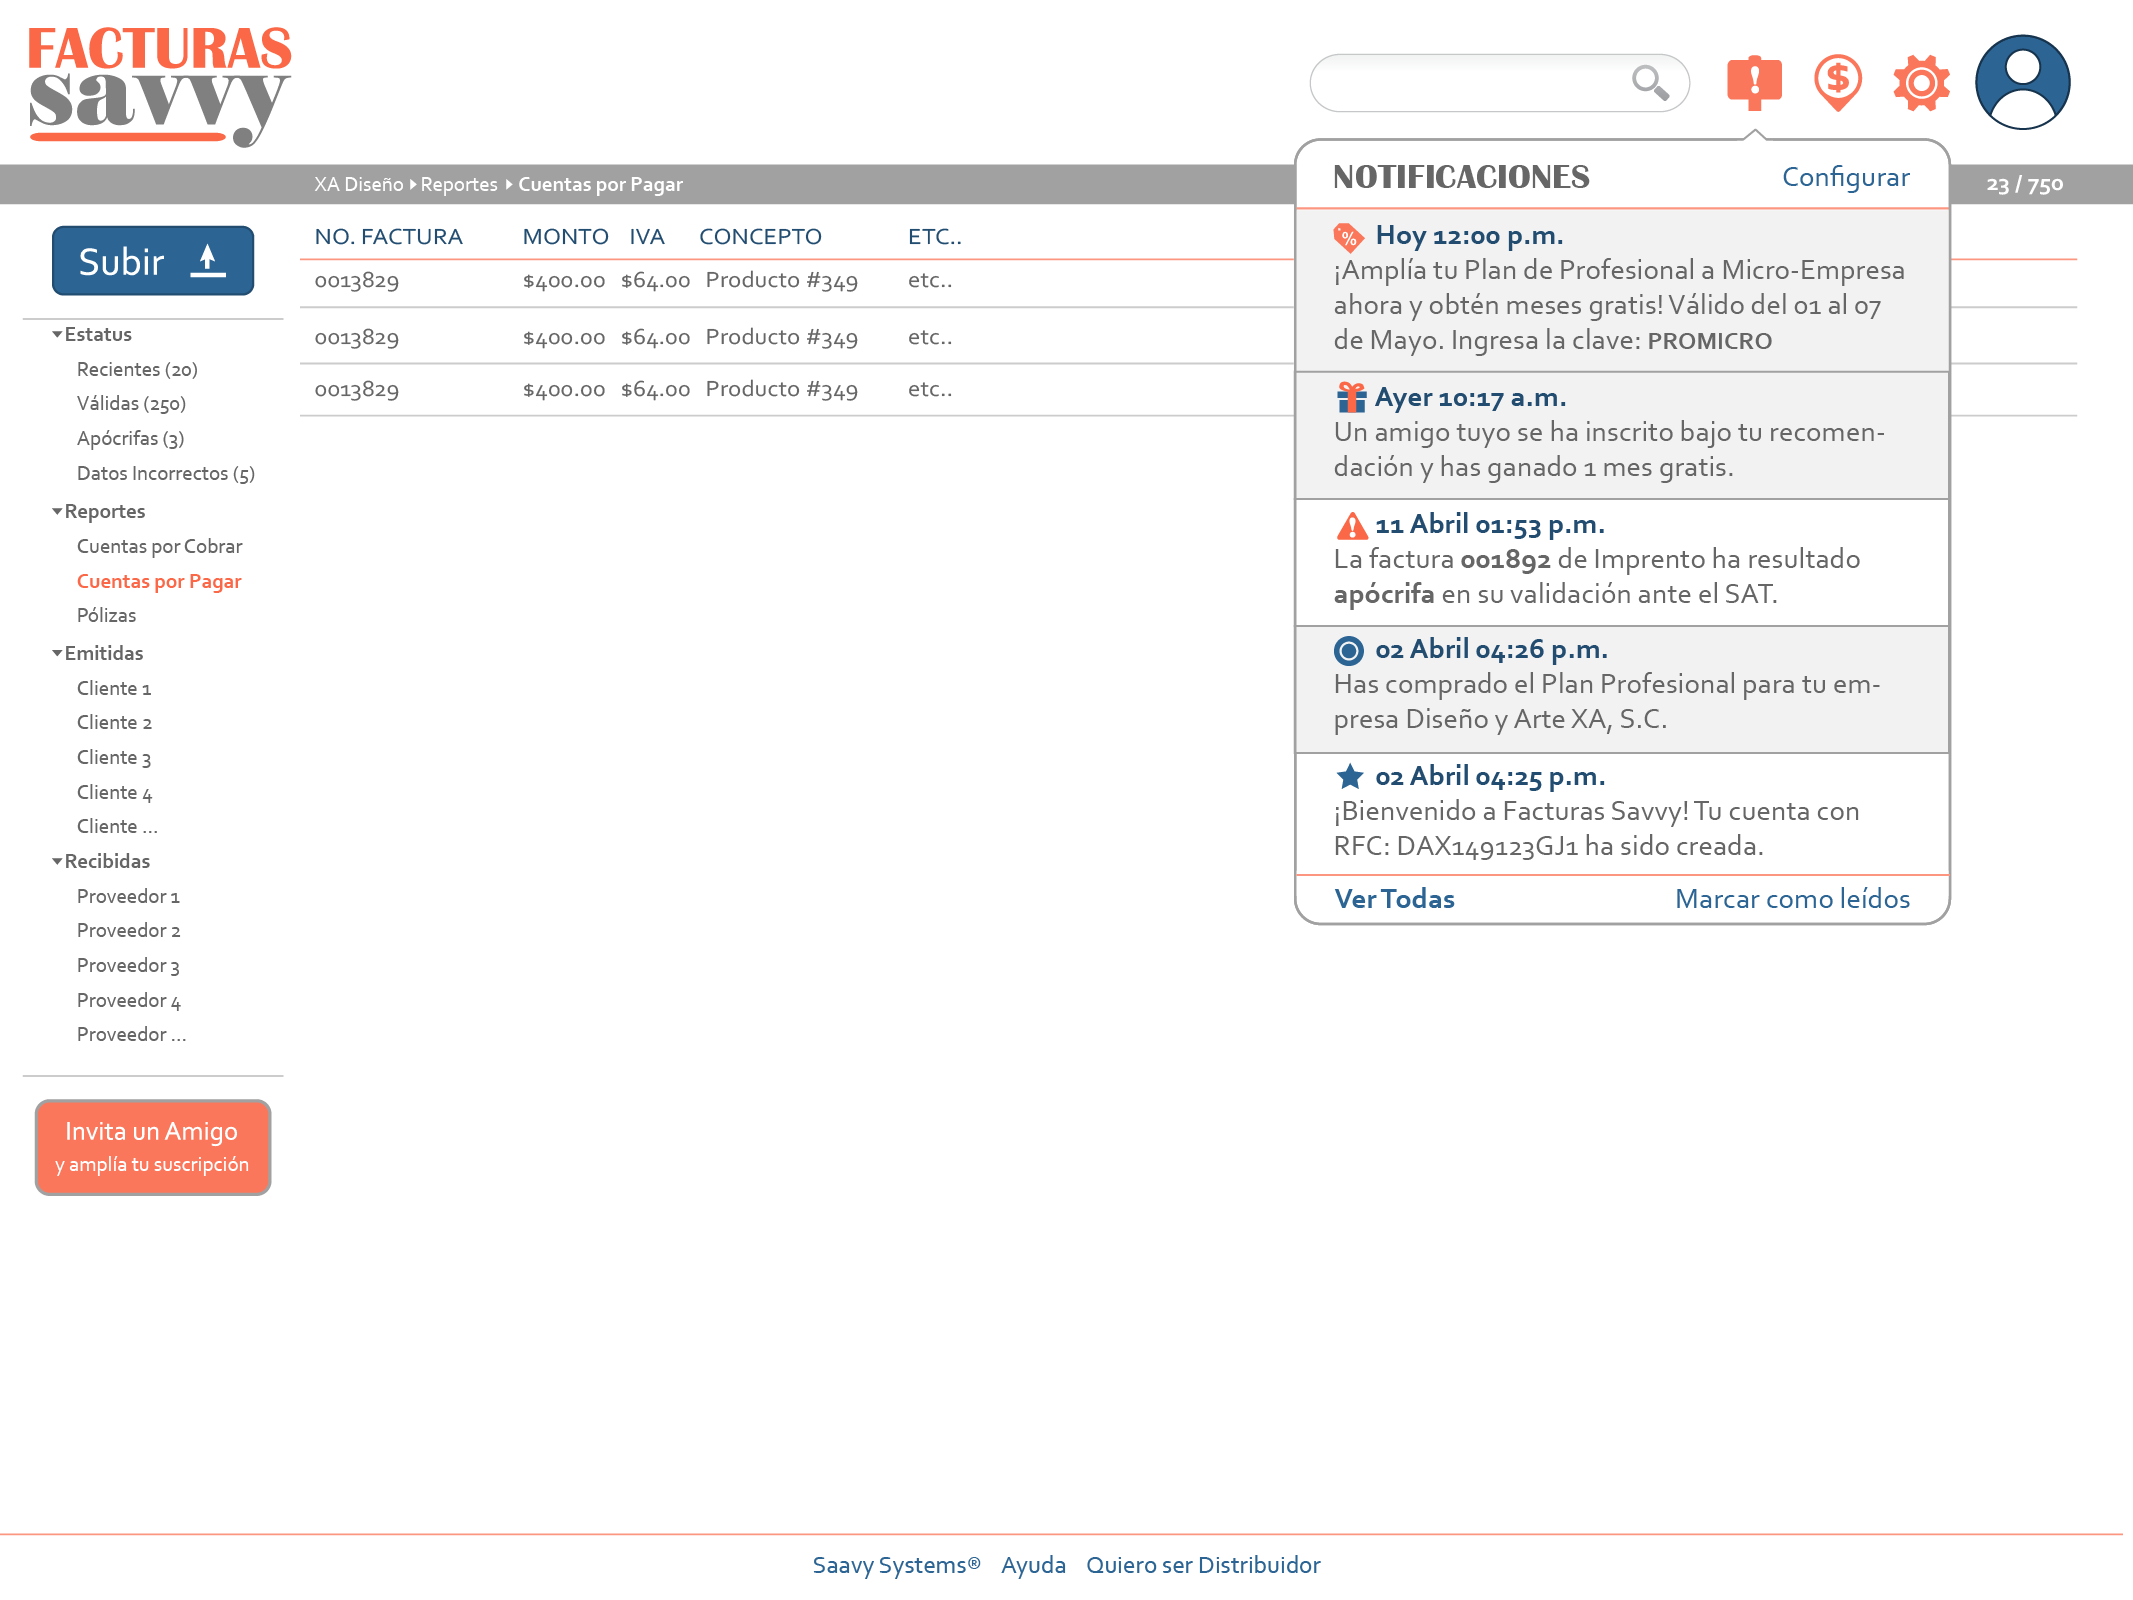 FACTURAS
savvy
XA Diseño Reportes Cuentas por Pagar
23 / 750
Subir
Estatus
Recientes (20)
Válidas (250)
Apócrifas (3)
Datos Incorrectos (5)
Reportes
Cuentas por Cobrar
Cuentas por Pagar
Pólizas
Emitidas
Cliente 1
Cliente 2
Cliente 3
Cliente 4
Cliente ...
Recibidas
Proveedor 1
Proveedor 2
Proveedor 3
Proveedor 4
Proveedor ...
Invita un Amigo
y amplía tu suscripción
NO. FACTURA MONTO IVA CONCEPTO ETC..
0013829 $400.00 $64.00 Producto #349 etc..
0013829 $400.00 $64.00 Producto #349 etc..
0013829 $400.00 $64.00 Producto #349 etc..
NOTIFICACIONES Configurar
% Hoy 12:00 p.m.
¡Amplía tu Plan de Profesional a Micro-Empresa
ahora y obtén meses gratis! Válido del 01 al 07
de Mayo. Ingresa la clave: PROMICRO
Ayer 10:17 a.m.
Un amigo tuyo se ha inscrito bajo tu recomen-
dación y has ganado 1 mes gratis.
11 Abril 01:53 p.m.
La factura 001892 de Imprento ha resultado
apócrifa en su validación ante el SAT.
02 Abril 04:26 p.m.
Has comprado el Plan Profesional para tu em-
presa Diseño y Arte XA, S.C.
02 Abril 04:25 p.m.
¡Bienvenido a Facturas Savvy! Tu cuenta con
RFC: DAX149123GJ1 ha sido creada.
Ver Todas Marcar como leídos
Saavy Systems® Ayuda Quiero ser Distribuidor